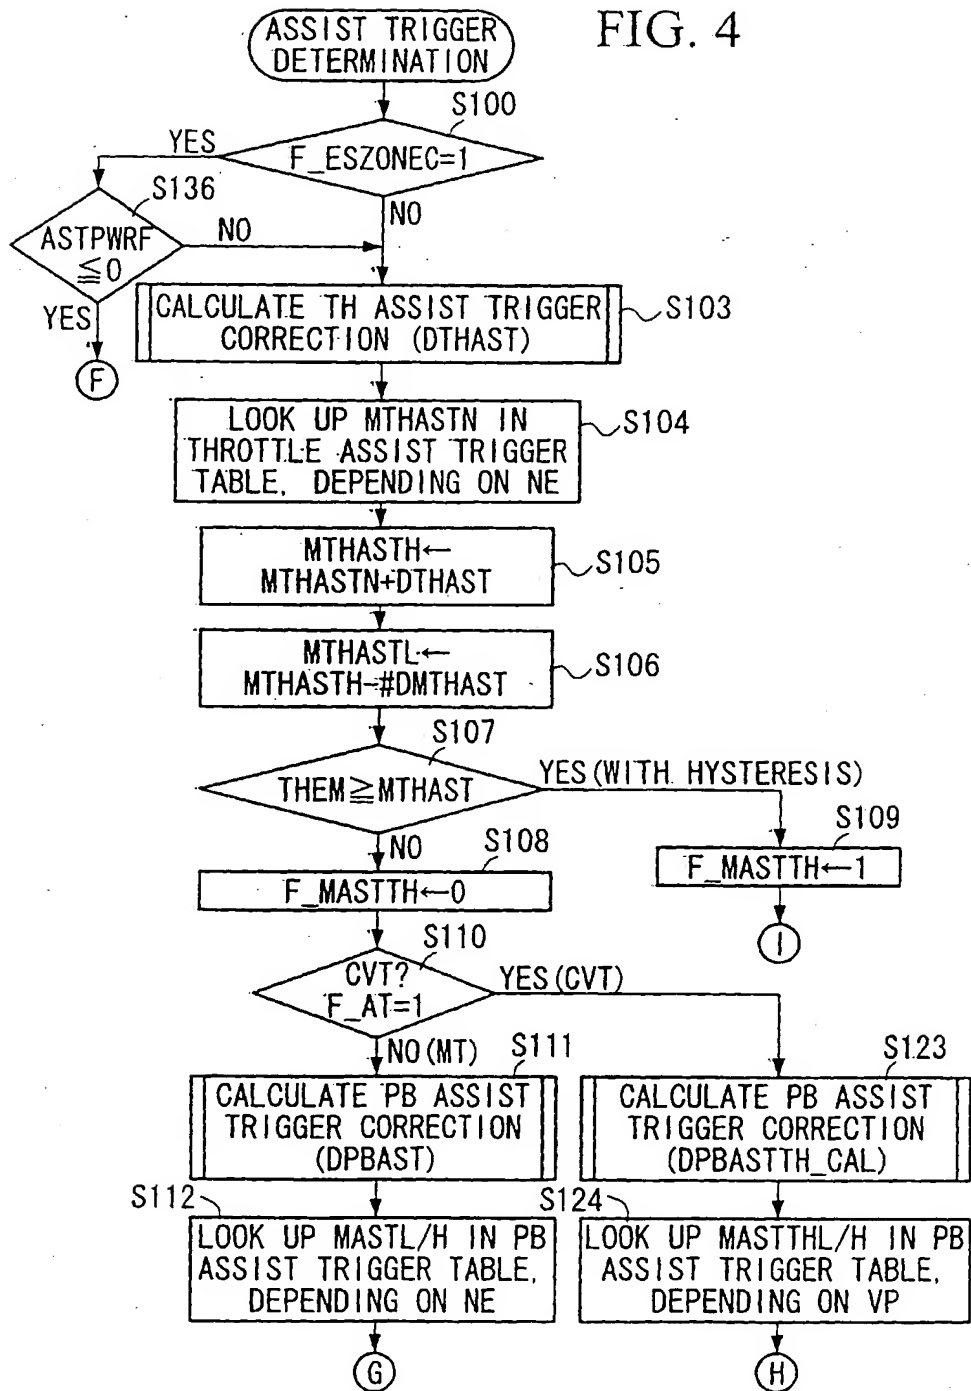 FIG. 4
ASSIST TRIGGER
DETERMINATION
S100
F_ESZONEC=1
YES
NO
S136
ASTPWRF
≦0
NO
YES
F
CALCULATE TH ASSIST TRIGGER
CORRECTION (DTHAST)
S103
LOOK UP MTHASTN IN
THROTTLE ASSIST TRIGGER
TABLE, DEPENDING ON NE
S104
MTHASTH←
MTHASTN+DTHAST
S105
MTHASTL←
MTHASTH-#DMTHAST
S106
S107
THEM≧MTHAST
YES(WITH HYSTERESIS)
NO
S108
F_MASTTH←0
S109
F_MASTTH←1
I
S110
CVT?
F_AT=1
YES(CVT)
NO(MT)
S111
CALCULATE PB ASSIST
TRIGGER CORRECTION
(DPBAST)
S123
CALCULATE PB ASSIST
TRIGGER CORRECTION
(DPBASTTH_CAL)
S112
LOOK UP MASTL/H IN PB
ASSIST TRIGGER TABLE,
DEPENDING ON NE
S124
LOOK UP MASTTHL/H IN PB
ASSIST TRIGGER TABLE,
DEPENDING ON VP
G
H